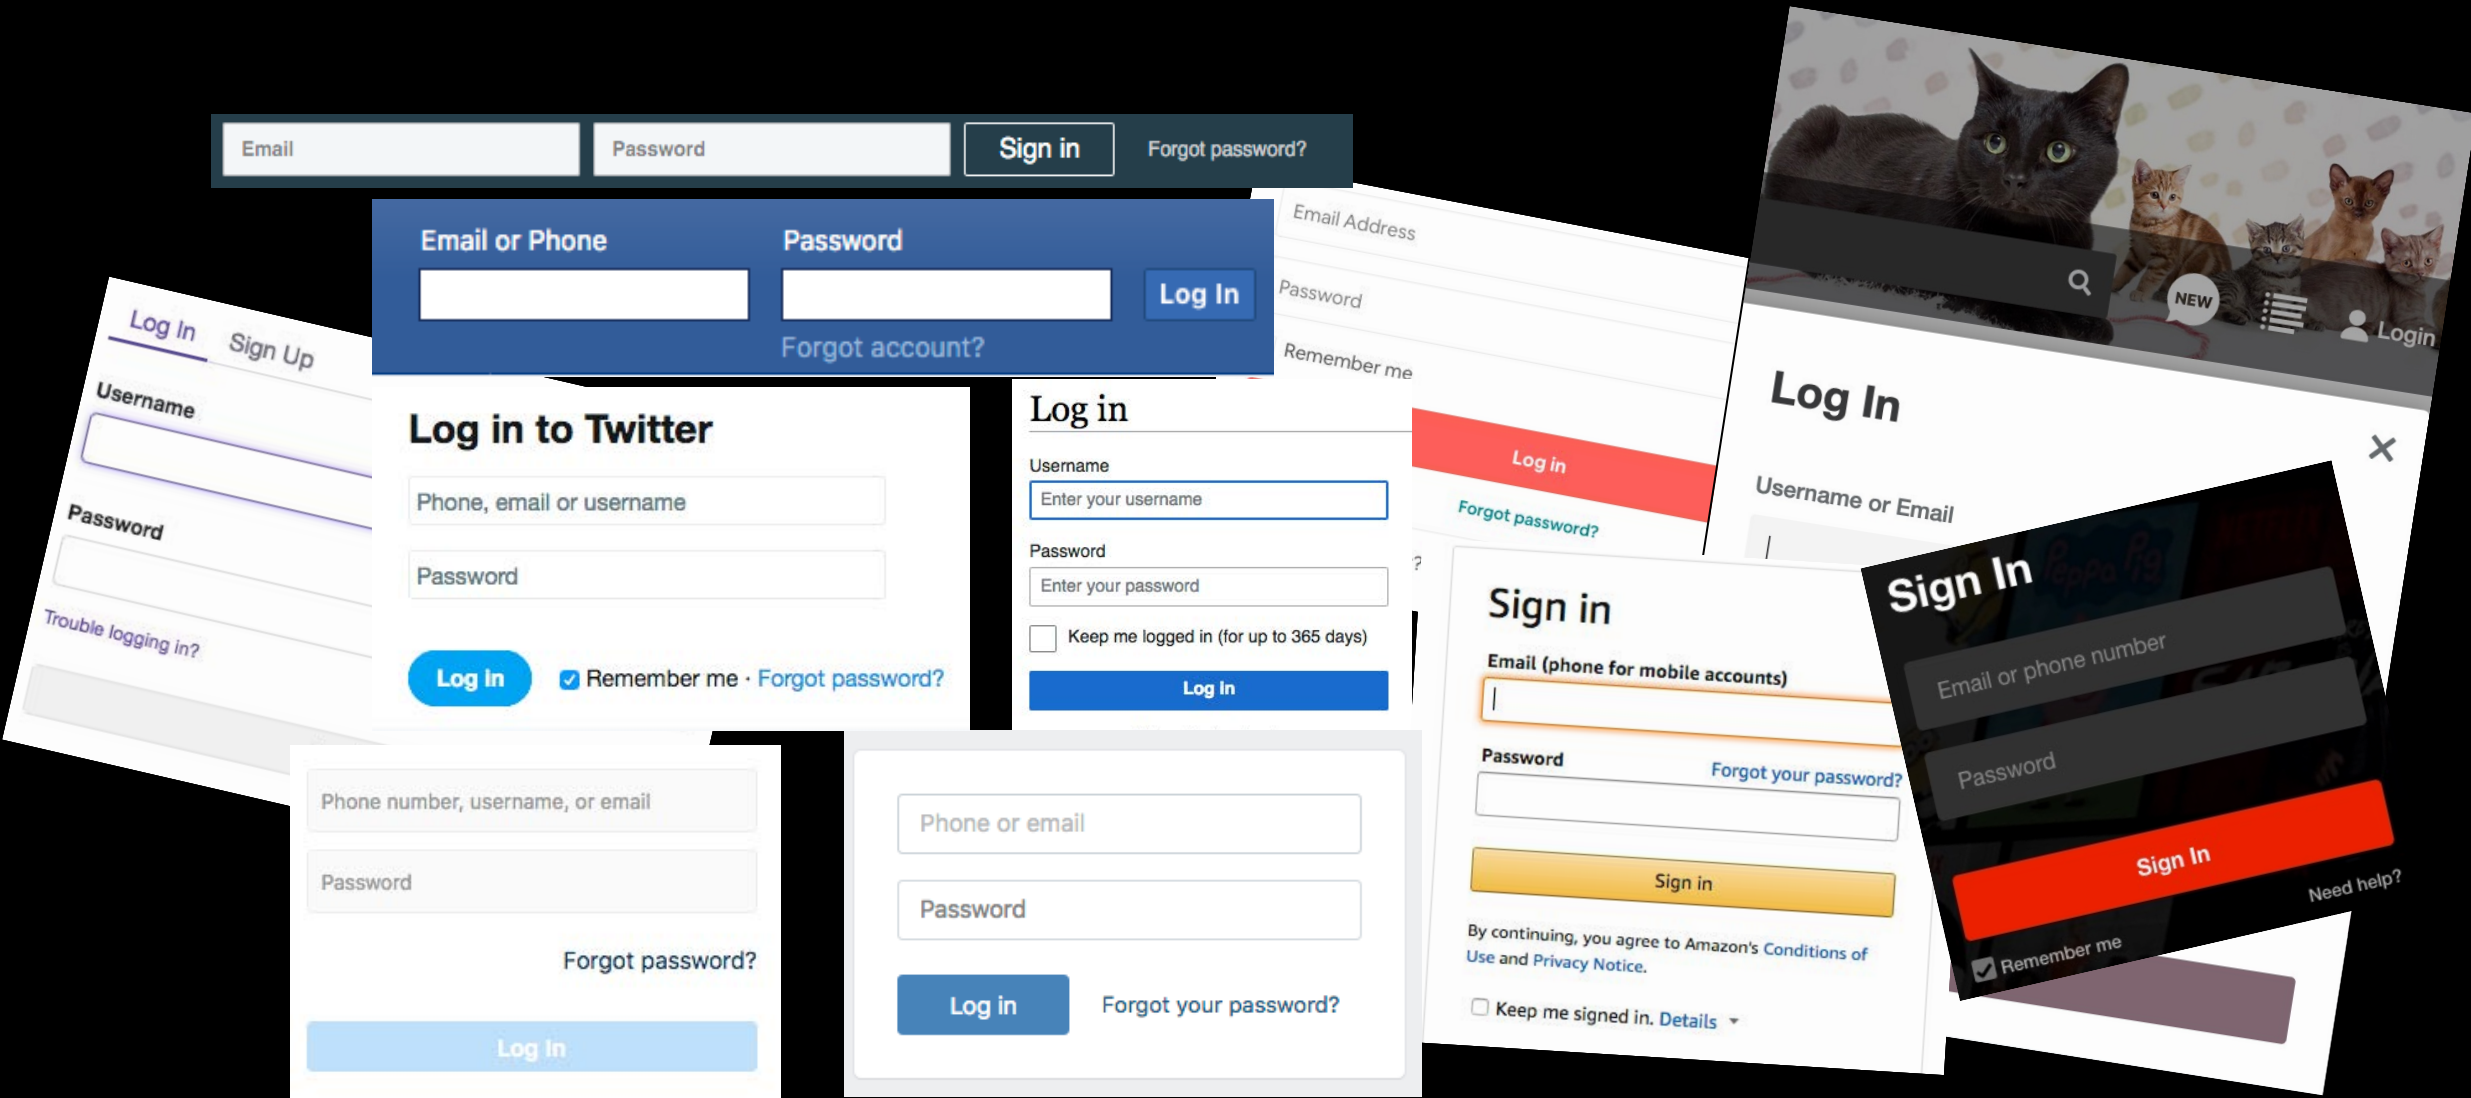 Email
Password
Sign in
Forgot password?
Email or Phone
Password
Log In
Forgot account?
Log In
Sign Up
Username
Password
Trouble logging in?
Log in to Twitter
Phone, email or username
Password
Log in
Remember me · Forgot password?
Log in
Username
Enter your username
Password
Enter your password
Keep me logged in (for up to 365 days)
Log in
Email Address
Password
Remember me
Log in
Forgot password?
?
NEW
Login
Log In
Username or Email
Sign in
Email (phone for mobile accounts)
Password
Forgot your password?
Sign in
By continuing, you agree to Amazon's Conditions of
Use and Privacy Notice.
Keep me signed in. Details
Sign In
Peppa Pig
Email or phone number
Password
Sign In
Need help?
Remember me
Phone number, username, or email
Password
Forgot password?
Log In
Phone or email
Password
Log in
Forgot your password?